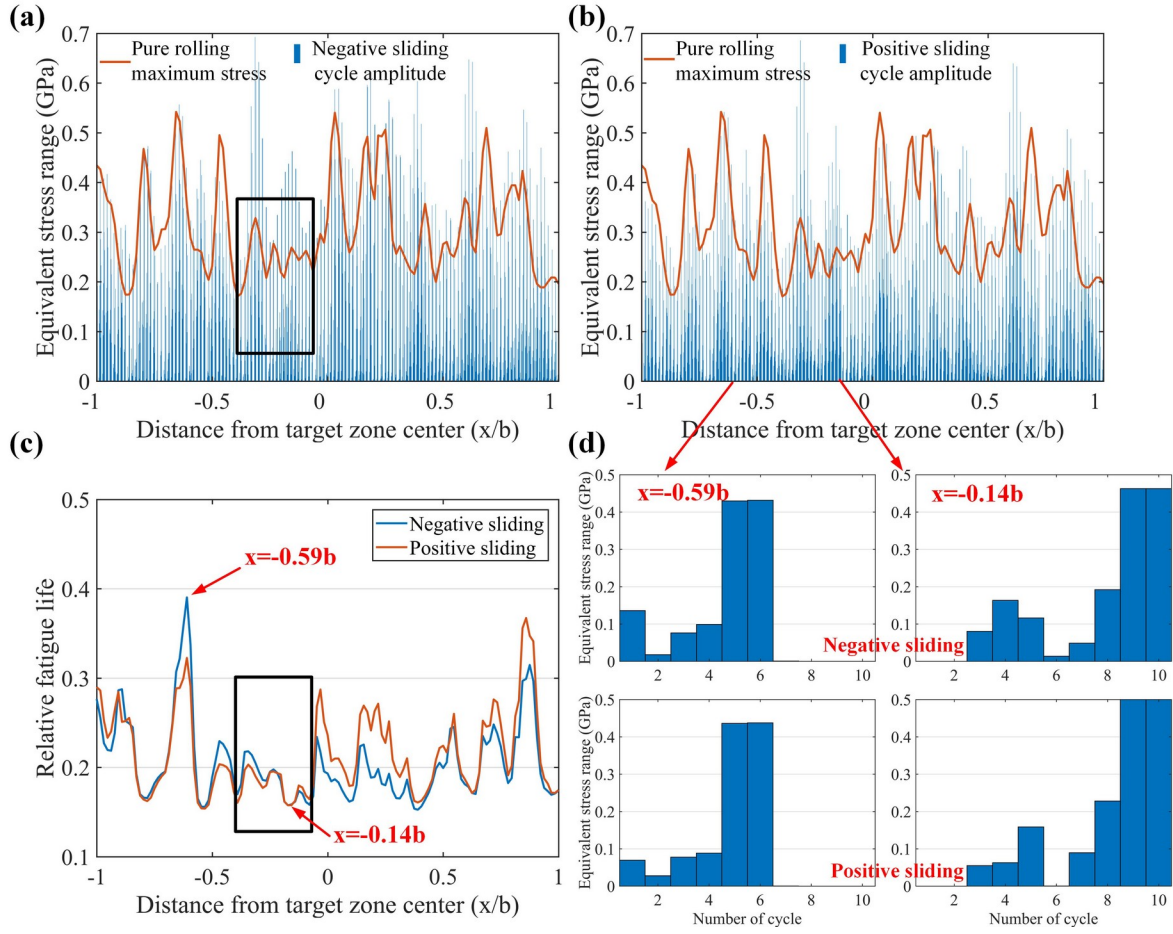 (a)
Pure rolling
maximum stress
Negative sliding
cycle amplitude
Equivalent stress range (GPa)
0.7
0.6
0.5
0.4
0.3
0.2
0.1
0
-1
-0.5
0
0.5
1
Distance from target zone center (x/b)
(b)
Pure rolling
maximum stress
Positive sliding
cycle amplitude
Equivalent stress range (GPa)
0.7
0.6
0.5
0.4
0.3
0.2
0.1
0
-1
-0.5
0
0.5
1
Distance from target zone center (x/b)
(c)
Negative sliding
Positive sliding
x=-0.59b
x=-0.14b
Relative fatigue life
0.5
0.4
0.3
0.2
0.1
-1
-0.5
0
0.5
1
Distance from target zone center (x/b)
(d)
x=-0.59b
Equivalent stress range (GPa)
0.5
0.4
0.3
0.2
0.1
0
2
4
6
8
10
x=-0.14b
0.5
0.4
0.3
0.2
0.1
0
2
4
6
8
10
Negative sliding
Equivalent stress range (GPa)
0.5
0.4
0.3
0.2
0.1
0
2
4
6
8
10
Number of cycle
0.5
0.4
0.3
0.2
0.1
0
2
4
6
8
10
Number of cycle
Positive sliding